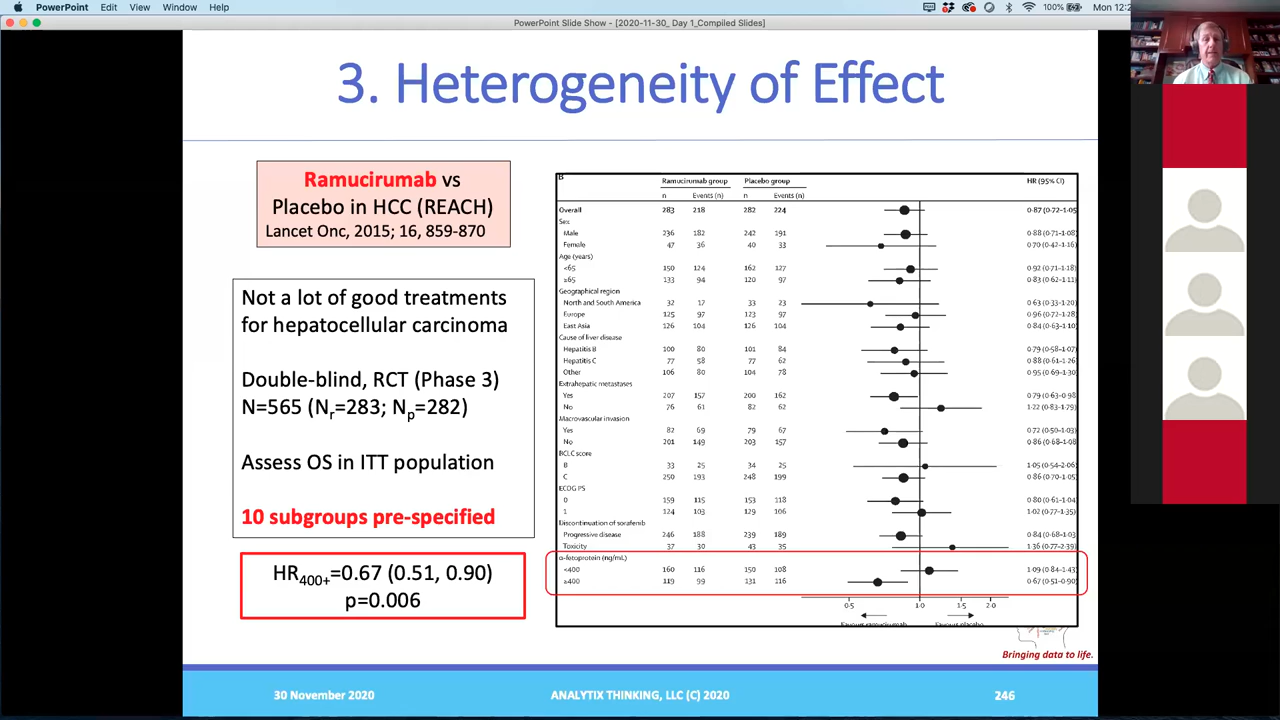 PowerPoint Edit View Window Help
100%
PowerPoint Slide Show - [2020-11-30_ Day 1_Compiled Slides]
3. Heterogeneity of Effect
Ramucirumab vs
Placebo in HCC (REACH)
Lancet Onc, 2015; 16, 859-870
Not a lot of good treatments
for hepatocellular carcinoma
Double-blind, RCT (Phase 3)
N=565 (Nr=283; Np=282)
Assess OS in ITT population
10 subgroups pre-specified
HR400+=0.67 (0.51, 0.90)
p=0.006
B
Ramucirumab group Placebo group HR (95% CI)
n Events (n) n Events (n)
Overall 283 218 282 224 0·87 (0·72–1·05
Sex
Male 236 182 242 191 0·88 (0·71–1·08)
Female 47 36 40 33 0·70 (0·42–1·16)
Age (years)
<65 150 124 162 127 0·92 (0·71–1·18)
≥65 133 94 120 97 0·83 (0·62–1·11)
Geographical region
North and South America 32 17 33 23 0·63 (0·33–1·20)
Europe 125 97 123 97 0·96 (0·72–1·28)
East Asia 126 104 126 104 0·84 (0·63–1·10)
Cause of liver disease
Hepatitis B 100 80 101 84 0·79 (0·58–1·07)
Hepatitis C 77 58 77 62 0·88 (0·61–1·26)
Other 106 80 104 78 0·95 (0·69–1·30)
Extrahepatic metastases
Yes 207 157 200 162 0·79 (0·63–0·98)
No 76 61 82 62 1·22 (0·83–1·79)
Macrovascular invasion
Yes 82 69 79 67 0·72 (0·50–1·03)
No 201 149 203 157 0·86 (0·68–1·08
BCLC score
B 33 25 34 25 1·05 (0·54–2·06)
C 250 193 248 199 0·86 (0·70–1·05)
ECOG PS
0 159 115 153 118 0·80 (0·61–1·04)
1 124 103 129 106 1·02 (0·77–1·35)
Discontinuation of sorafenib
Progressive disease 246 188 239 189 0·84 (0·68–1·03)
Toxicity 37 30 43 35 1·36 (0·77–2·39)
α-fetoprotein (ng/mL)
<400 160 116 150 108 1·09 (0·84–1·43)
≥400 119 99 131 116 0·67 (0·51–0·90)
0·5 1·0 1·5 2·0
Favours ramucirumab Favours placebo
Bringing data to life.
30 November 2020 ANALYTIX THINKING, LLC (C) 2020 246